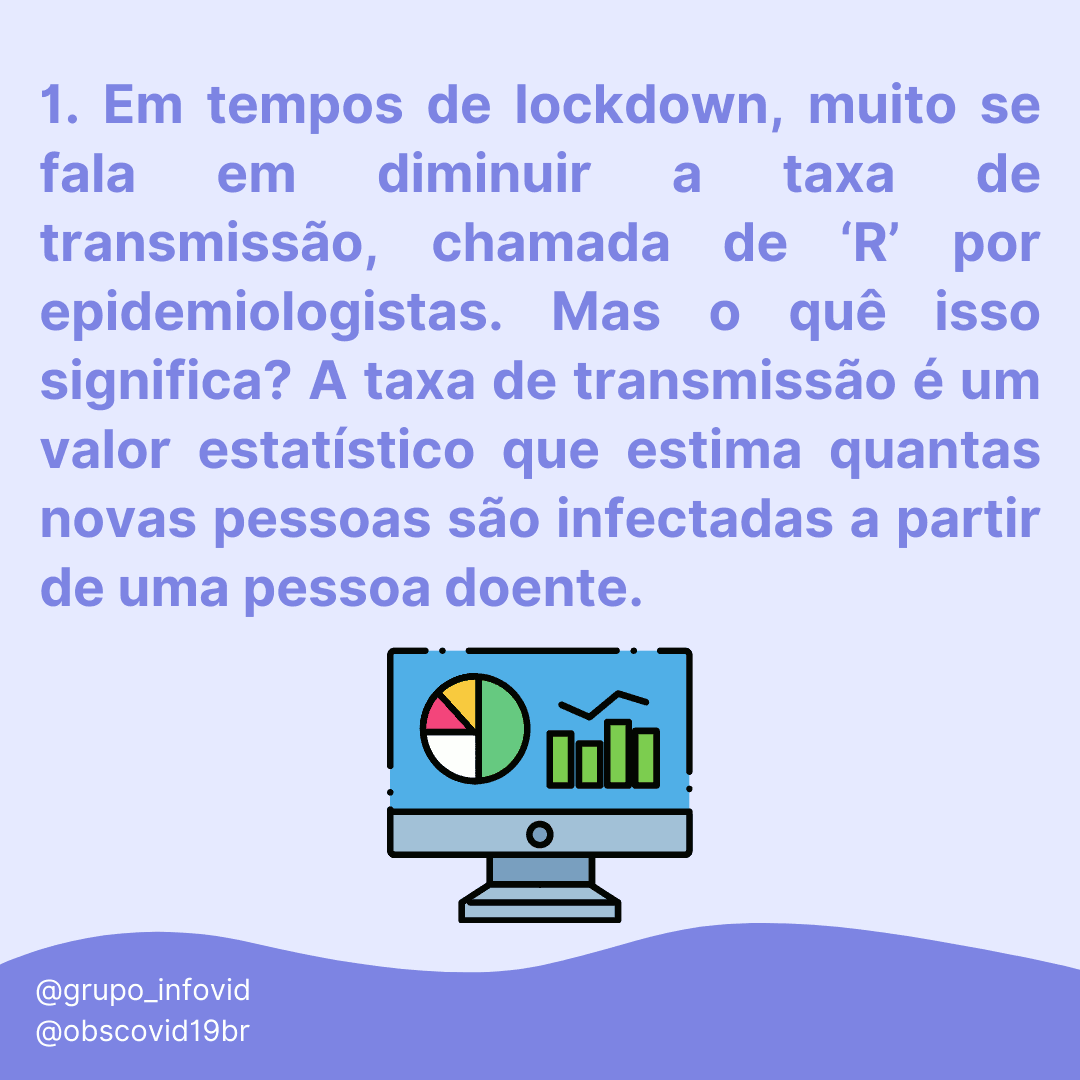 1. Em tempos de lockdown, muito se
fala em diminuir a taxa de
transmissão, chamada de ‘R’ por
epidemiologistas. Mas o quê isso
significa? A taxa de transmissão é um
valor estatístico que estima quantas
novas pessoas são infectadas a partir
de uma pessoa doente.
@grupo_infovid
@obscovid19br